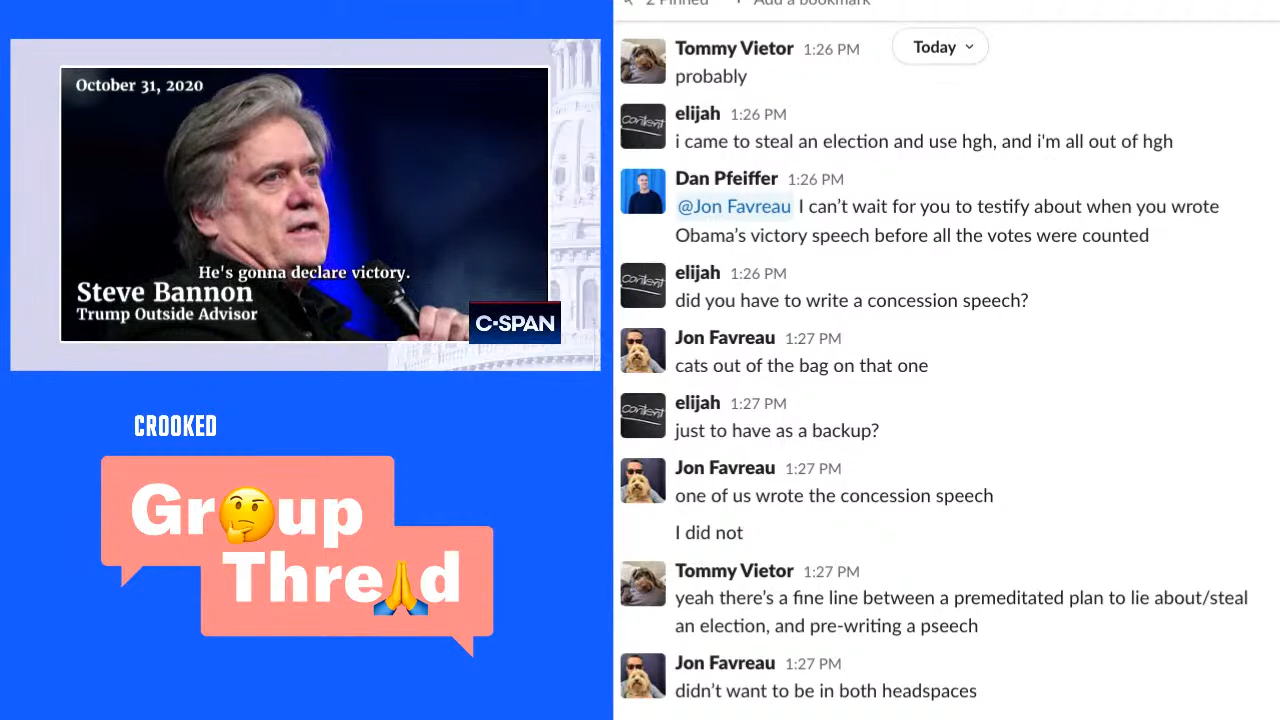 October 31, 2020
He's gonna declare victory.
Steve Bannon
Trump Outside Advisor
C-SPAN
CROOKED
Gr🤔up
Thre🙏d
2 Pinned + Add a bookmark
Today
Tommy Vietor 1:26 PM
probably
elijah 1:26 PM
content
i came to steal an election and use hgh, and i'm all out of hgh
Dan Pfeiffer 1:26 PM
@Jon Favreau I can't wait for you to testify about when you wrote
Obama's victory speech before all the votes were counted
elijah 1:26 PM
content
did you have to write a concession speech?
Jon Favreau 1:27 PM
cats out of the bag on that one
elijah 1:27 PM
content
just to have as a backup?
Jon Favreau 1:27 PM
one of us wrote the concession speech
I did not
Tommy Vietor 1:27 PM
yeah there's a fine line between a premeditated plan to lie about/steal
an election, and pre-writing a pseech
Jon Favreau 1:27 PM
didn't want to be in both headspaces